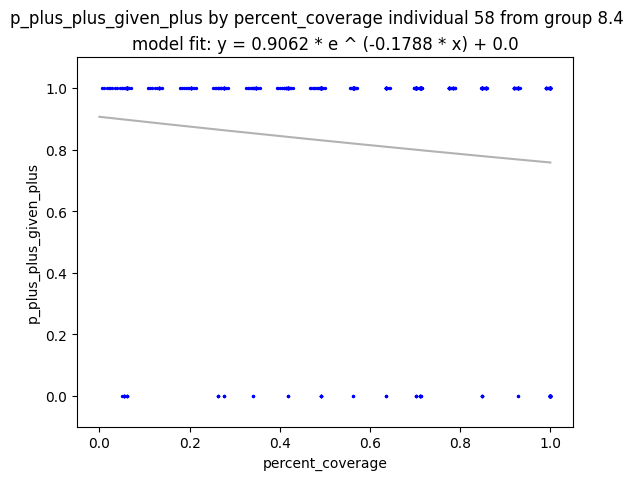 p_plus_plus_given_plus by percent_coverage individual 58 from group 8.4
model fit: y = 0.9062 * e ^ (-0.1788 * x) + 0.0
1.0
0.8
0.6
0.4
0.2
0.0
p_plus_plus_given_plus
0.0 0.2 0.4 0.6 0.8 1.0
percent_coverage